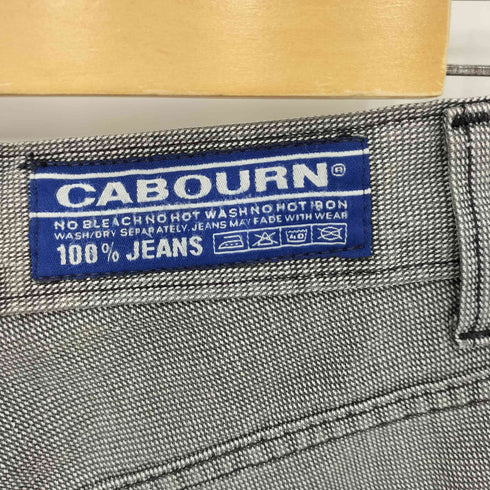 CABOURN®
NO BLEACH NO HOT WASH NO HOT IRON
WASH/DRY SEPARATELY. JEANS MAY FADE WITH WEAR
100% JEANS 40